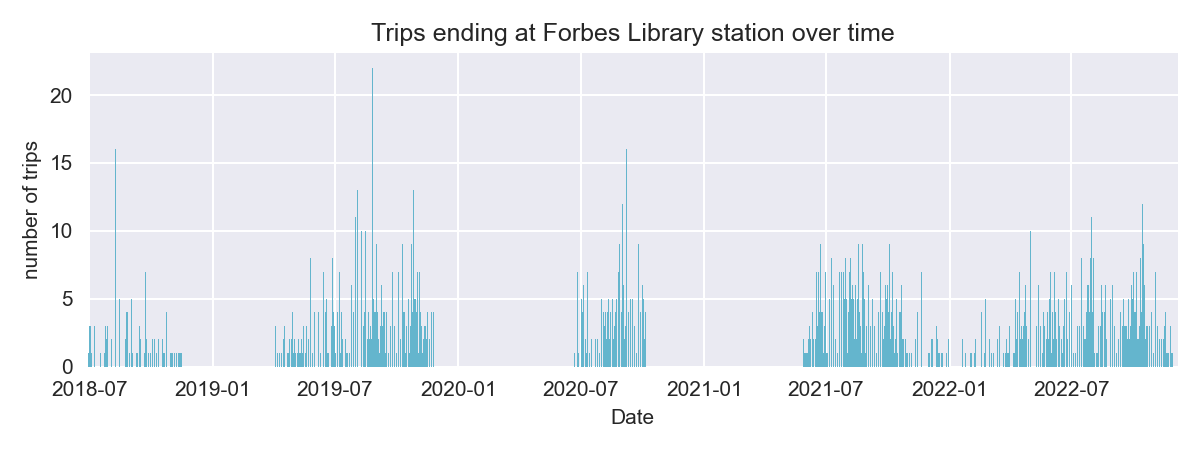 Trips ending at Forbes Library station over time
number of trips
20
15
10
5
0
2018-07 2019-01 2019-07 2020-01 2020-07 2021-01 2021-07 2022-01 2022-07
Date